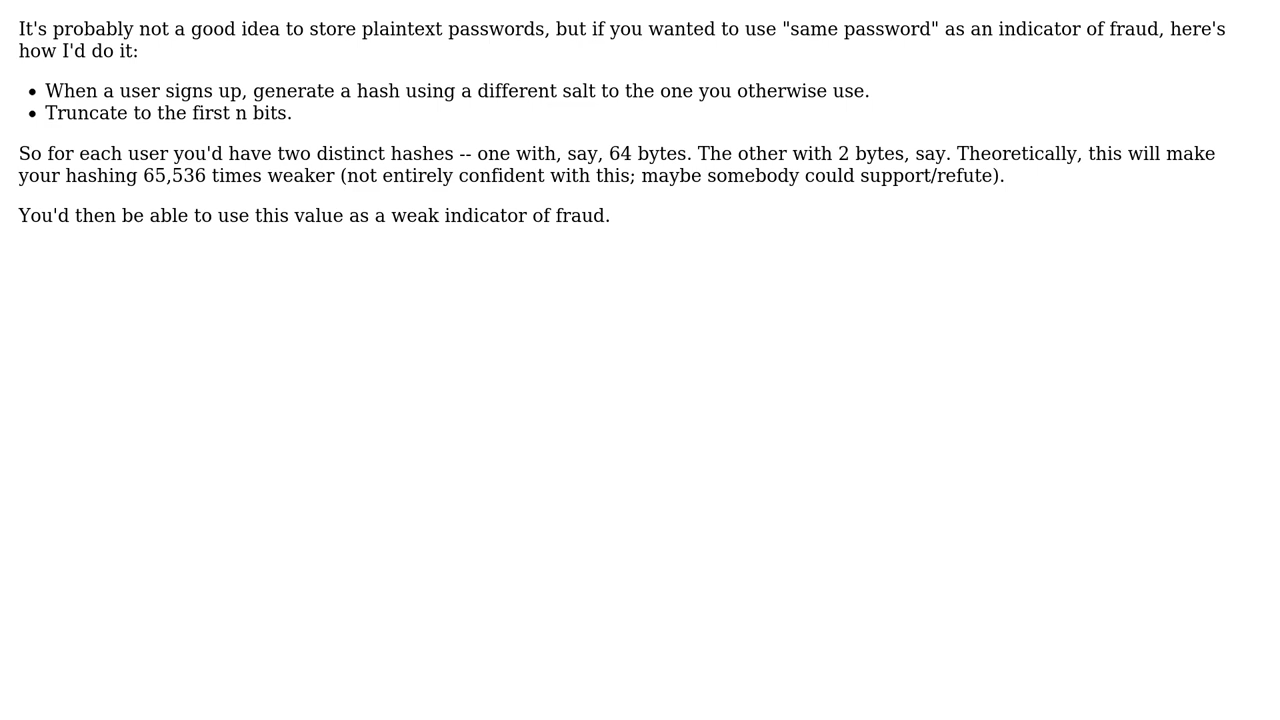 It's probably not a good idea to store plaintext passwords, but if you wanted to use "same password" as an indicator of fraud, here's
how I'd do it:
• When a user signs up, generate a hash using a different salt to the one you otherwise use.
• Truncate to the first n bits.
So for each user you'd have two distinct hashes -- one with, say, 64 bytes. The other with 2 bytes, say. Theoretically, this will make
your hashing 65,536 times weaker (not entirely confident with this; maybe somebody could support/refute).
You'd then be able to use this value as a weak indicator of fraud.